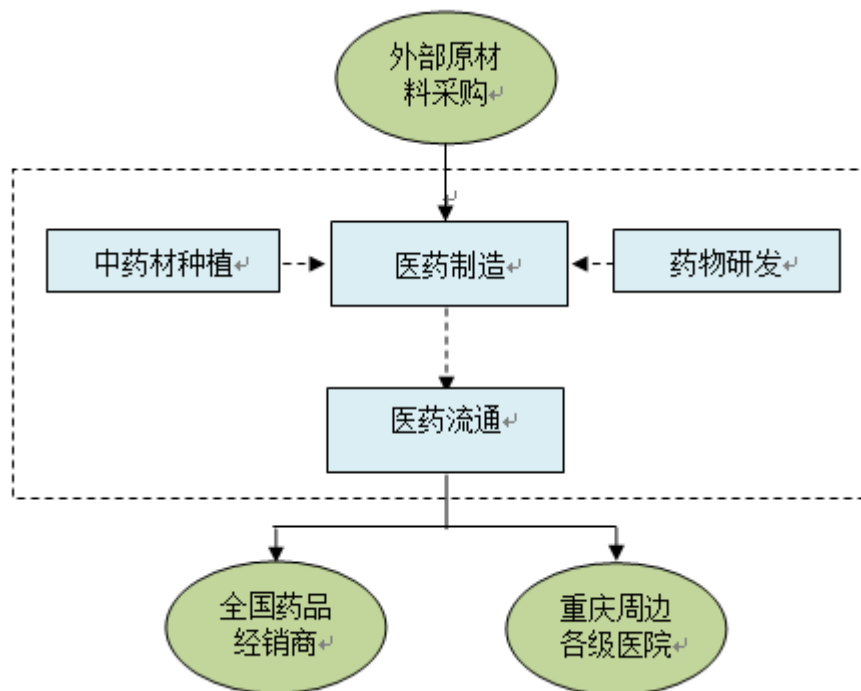 外部原材
料采购
中药材种植
医药制造
药物研发
医药流通
全国药品
经销商
重庆周边
各级医院